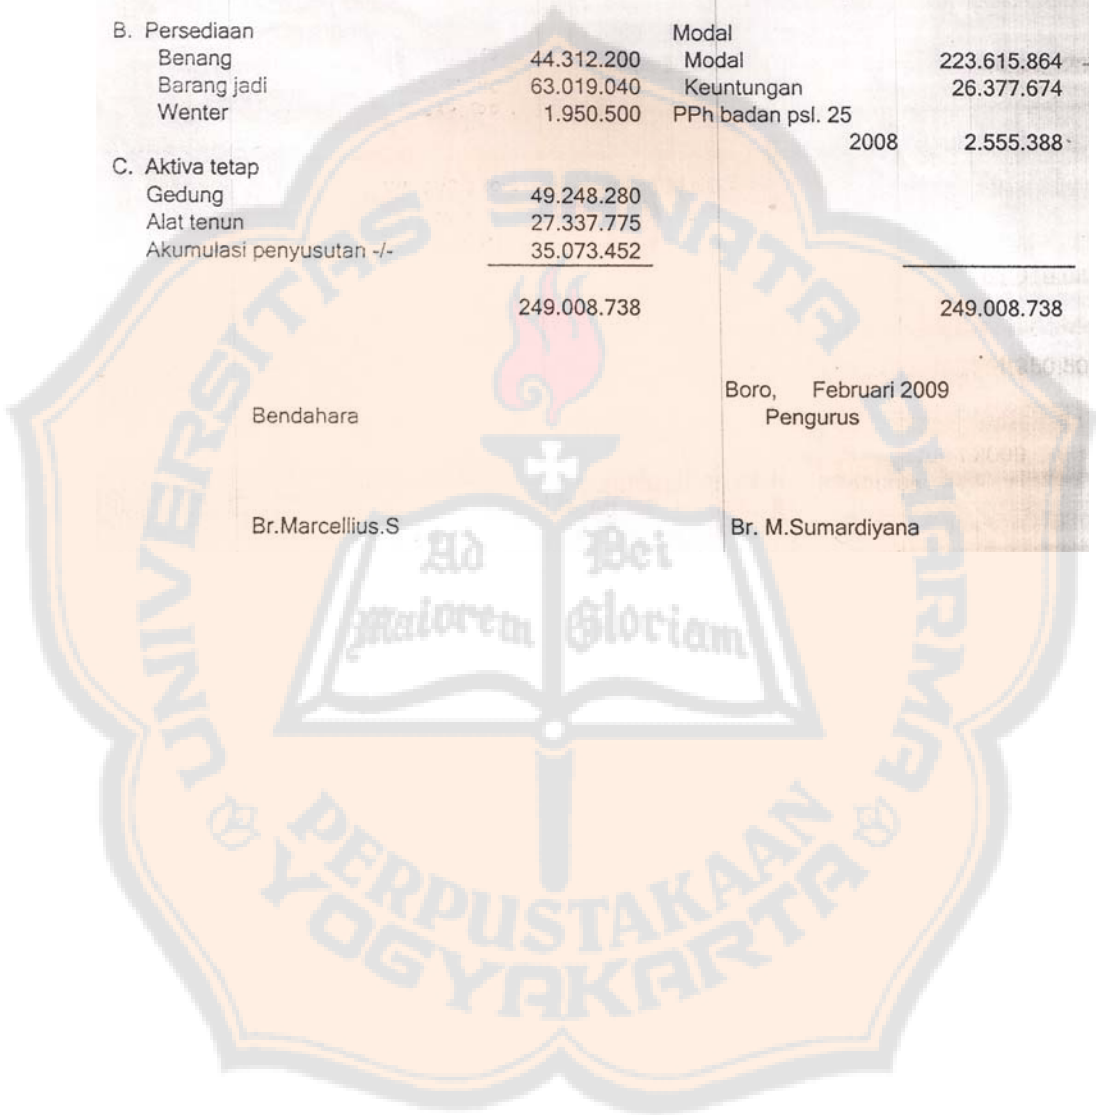 B. Persediaan
Benang 44.312.200
Barang jadi 63.019.040
Wenter 1.950.500
C. Aktiva tetap
Gedung 49.248.280
Alat tenun 27.337.775
Akumulasi penyusutan -/- 35.073.452
249.008.738
Modal
Modal 223.615.864
Keuntungan 26.377.674
PPh badan psl. 25
2008 2.555.388
249.008.738
Bendahara
Br.Marcellius.S
Boro, Februari 2009
Pengurus
Br. M.Sumardiyana
UNIVERSITAS SANATA DHARMA
Ad Maiorem
Dei Gloriam
PERPUSTAKAAN
YOGYAKARTA